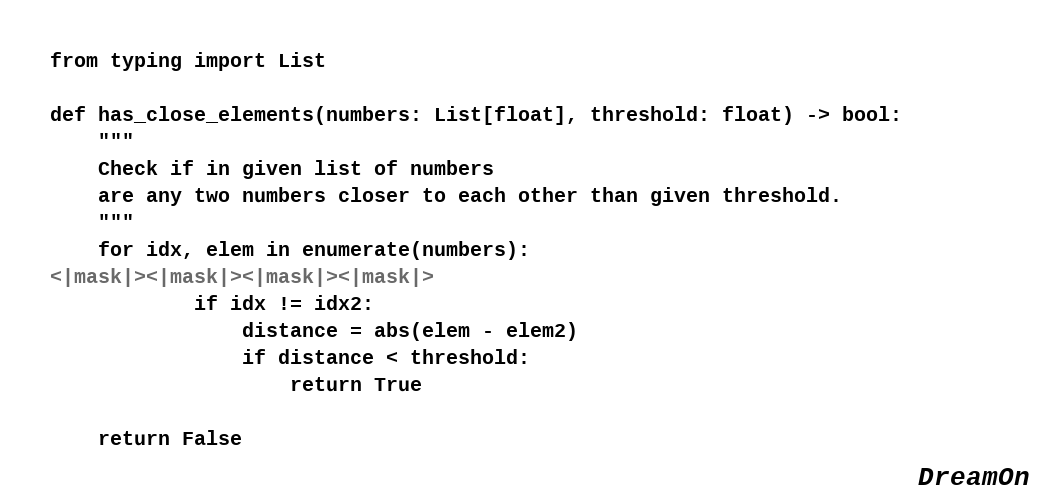 from typing import List

def has_close_elements(numbers: List[float], threshold: float) -> bool:
    """
    Check if in given list of numbers
    are any two numbers closer to each other than given threshold.
    """
    for idx, elem in enumerate(numbers):
<|mask|><|mask|><|mask|><|mask|>
            if idx != idx2:
                distance = abs(elem - elem2)
                if distance < threshold:
                    return True

    return False
DreamOn